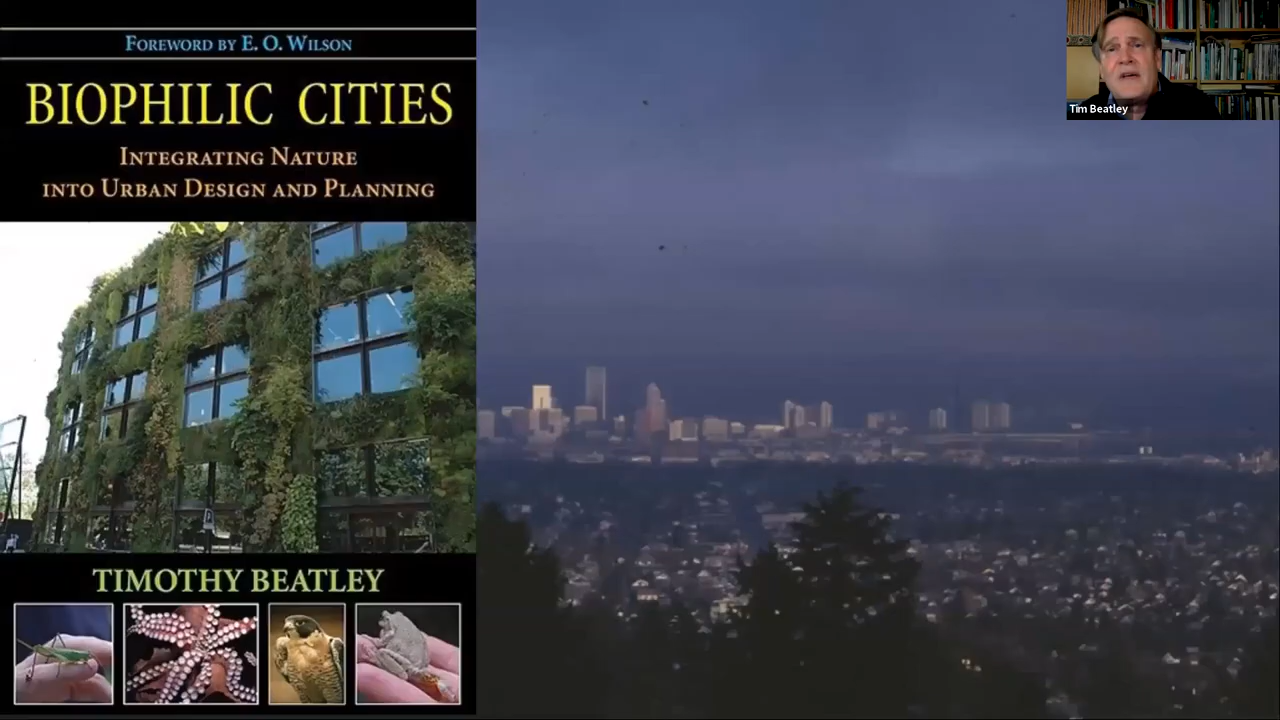 FOREWORD BY E. O. WILSON
BIOPHILIC CITIES
INTEGRATING NATURE
INTO URBAN DESIGN AND PLANNING
TIMOTHY BEATLEY
Tim Beatley